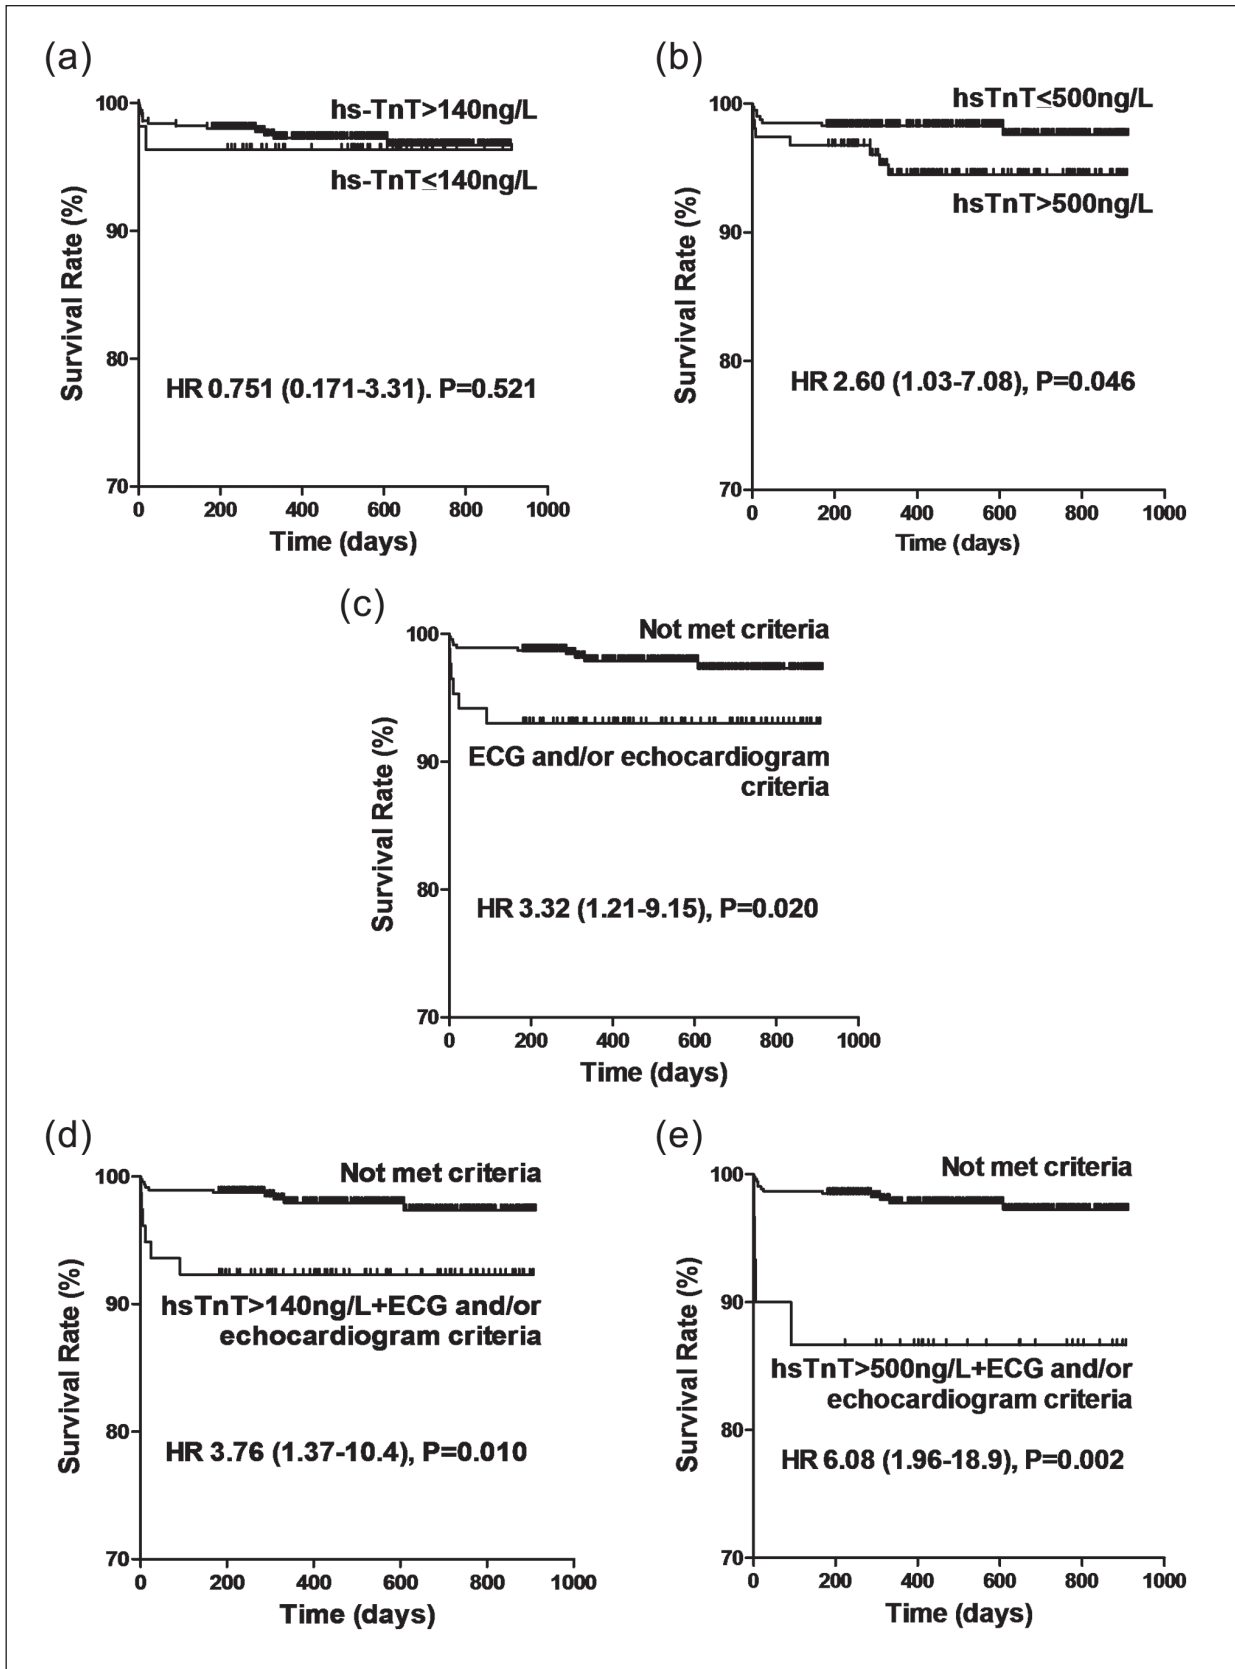 (a)
100
90
80
70
Survival Rate (%)
hs-TnT>140ng/L
hs-TnT≤140ng/L
HR 0.751 (0.171-3.31). P=0.521
0 200 400 600 800 1000
Time (days)
(b)
100
90
80
70
Survival Rate (%)
hsTnT≤500ng/L
hsTnT>500ng/L
HR 2.60 (1.03-7.08), P=0.046
0 200 400 600 800 1000
Time (days)
(c)
100
90
80
70
Survival Rate (%)
Not met criteria
ECG and/or echocardiogram
criteria
HR 3.32 (1.21-9.15), P=0.020
0 200 400 600 800 1000
Time (days)
(d)
100
90
80
70
Survival Rate (%)
Not met criteria
hsTnT>140ng/L+ECG and/or
echocardiogram criteria
HR 3.76 (1.37-10.4), P=0.010
0 200 400 600 800 1000
Time (days)
(e)
100
90
80
70
Survival Rate (%)
Not met criteria
hsTnT>500ng/L+ECG and/or
echocardiogram criteria
HR 6.08 (1.96-18.9), P=0.002
0 200 400 600 800 1000
Time (days)